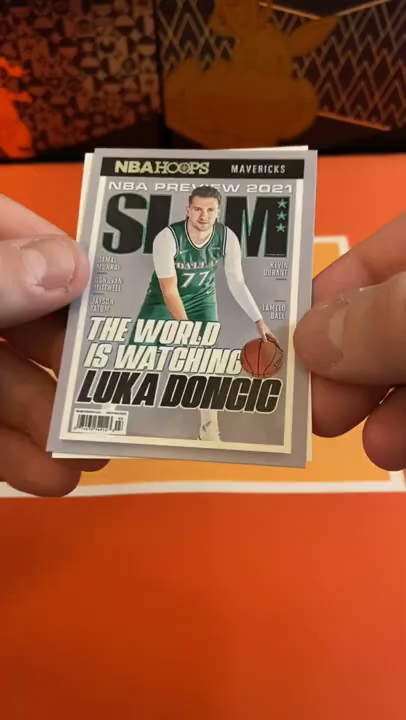 NBA HOOPS MAVERICKS
NBA PREVIEW 2021
SLAM
JAMAL
MURRAY
DONOVAN
MITCHELL
JAYSON
TATUM
KEVIN
DURANT
LAMELO
BALL
DALLAS
77
THE WORLD
IS WATCHING
LUKA DONCIC